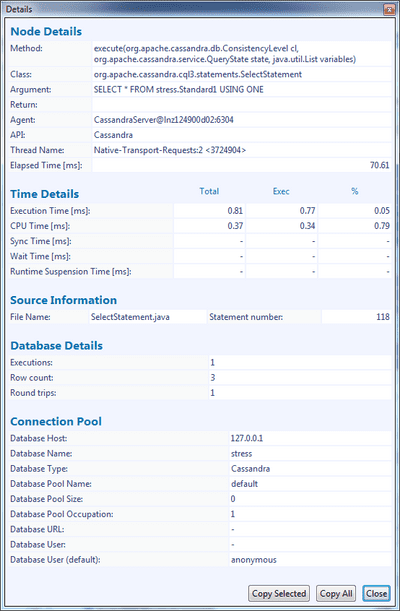 Details
Node Details
Method: execute(org.apache.cassandra.db.ConsistencyLevel cl,
org.apache.cassandra.service.QueryState state, java.util.List variables)
Class: org.apache.cassandra.cql3.statements.SelectStatement
Argument: SELECT * FROM stress.Standard1 USING ONE
Return:
Agent: CassandraServer@lnz124900d02:6304
API: Cassandra
Thread Name: Native-Transport-Requests:2 <3724904>
Elapsed Time [ms]: 70.61
Time Details Total Exec %
Execution Time [ms]: 0.81 0.77 0.05
CPU Time [ms]: 0.37 0.34 0.79
Sync Time [ms]: - - -
Wait Time [ms]: - - -
Runtime Suspension Time [ms]: - - -
Source Information
File Name: SelectStatement.java Statement number: 118
Database Details
Executions: 1
Row count: 3
Round trips: 1
Connection Pool
Database Host: 127.0.0.1
Database Name: stress
Database Type: Cassandra
Database Pool Name: default
Database Pool Size: 0
Database Pool Occupation: 1
Database URL: -
Database User: -
Database User (default): anonymous
Copy Selected Copy All Close